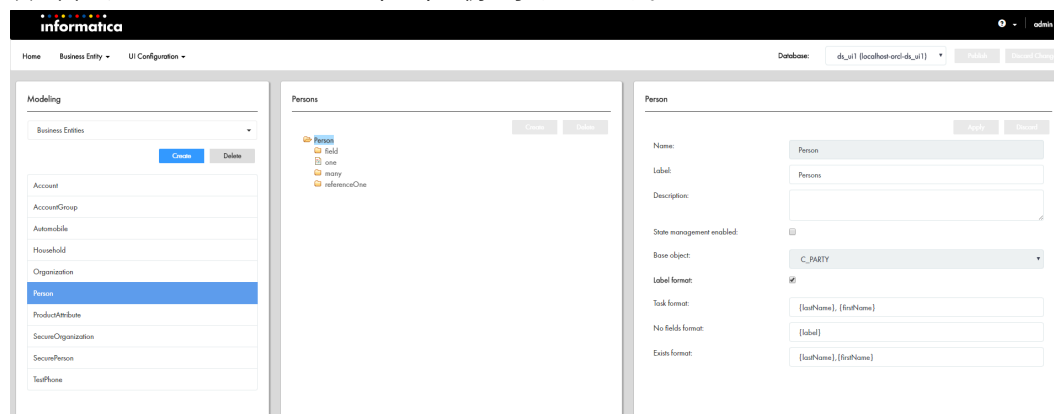 informatica
admin
Home Business Entity UI Configuration Database: ds_ui1 (localhost-orcl-ds_ui1) Publish
Modeling
Business Entities
Create Delete
Account
AccountGroup
Automobile
Household
Organization
Person
ProductAttribute
SecureOrganization
SecurePerson
TestPhone
Persons
Create Delete
Person
field
one
many
referenceOne
Person
Apply Discard
Name: Person
Label: Persons
Description:
State management enabled:
Base object: C_PARTY
Label format:
Task format: {lastName}, {firstName}
No fields format: {label}
Exists format: {lastName},{firstName}